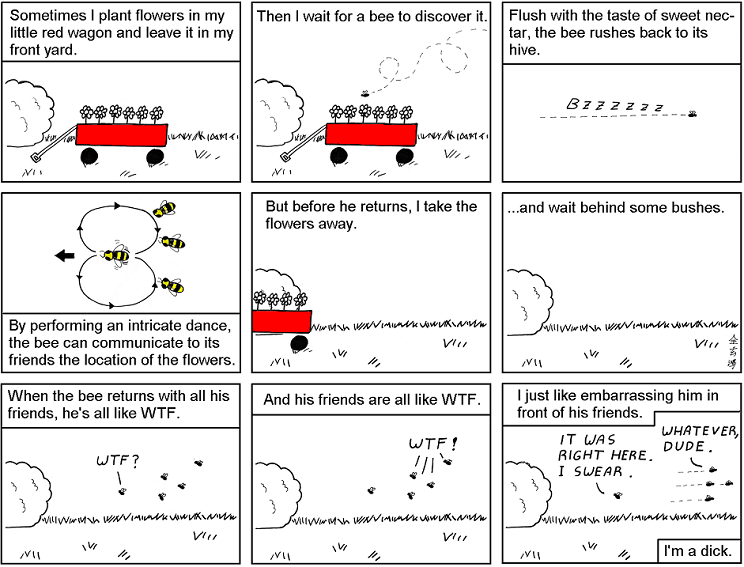 Sometimes I plant flowers in my
little red wagon and leave it in my
front yard.
Then I wait for a bee to discover it.
Flush with the taste of sweet nec-
tar, the bee rushes back to its
hive.
BZZZZZZZ
By performing an intricate dance,
the bee can communicate to its
friends the location of the flowers.
But before he returns, I take the
flowers away.
...and wait behind some bushes.
When the bee returns with all his
friends, he's all like WTF.
WTF?
And his friends are all like WTF.
WTF!
I just like embarrassing him in
front of his friends.
IT WAS
RIGHT HERE.
I SWEAR.
WHATEVER,
DUDE.
I'm a dick.